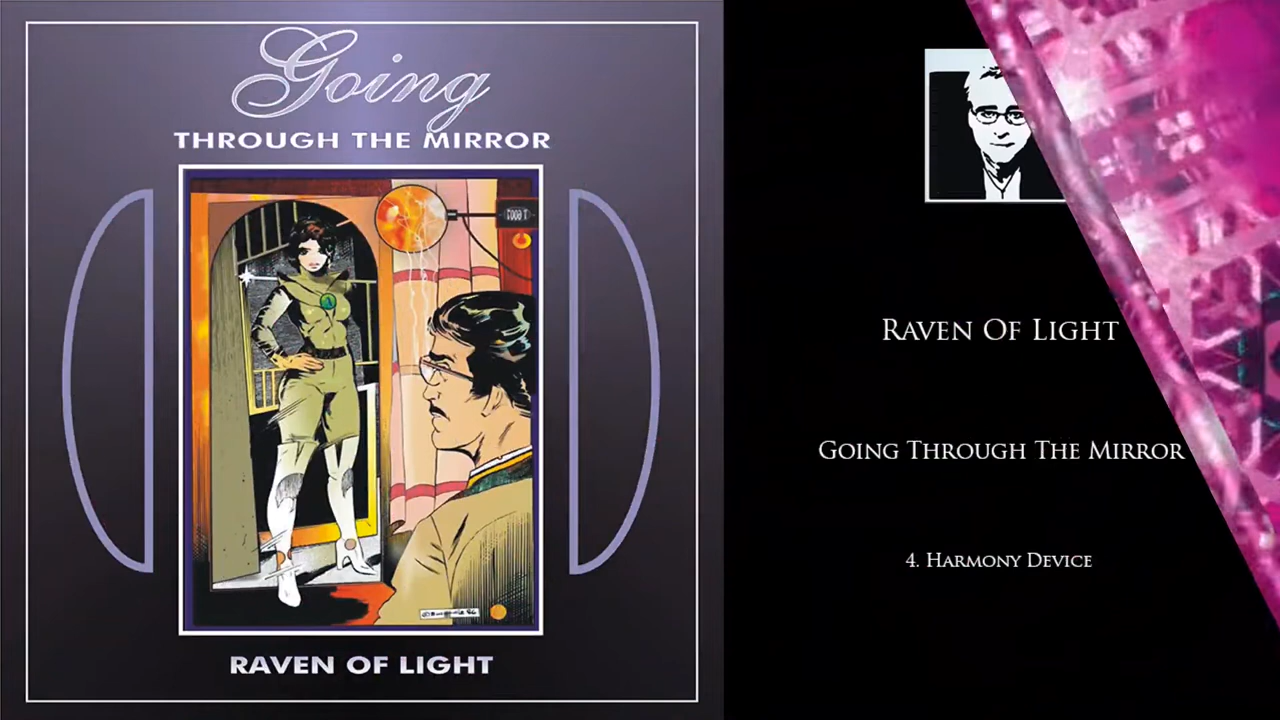 Going
THROUGH THE MIRROR
RAVEN OF LIGHT
RAVEN OF LIGHT
GOING THROUGH THE MIRROR
4. HARMONY DEVICE